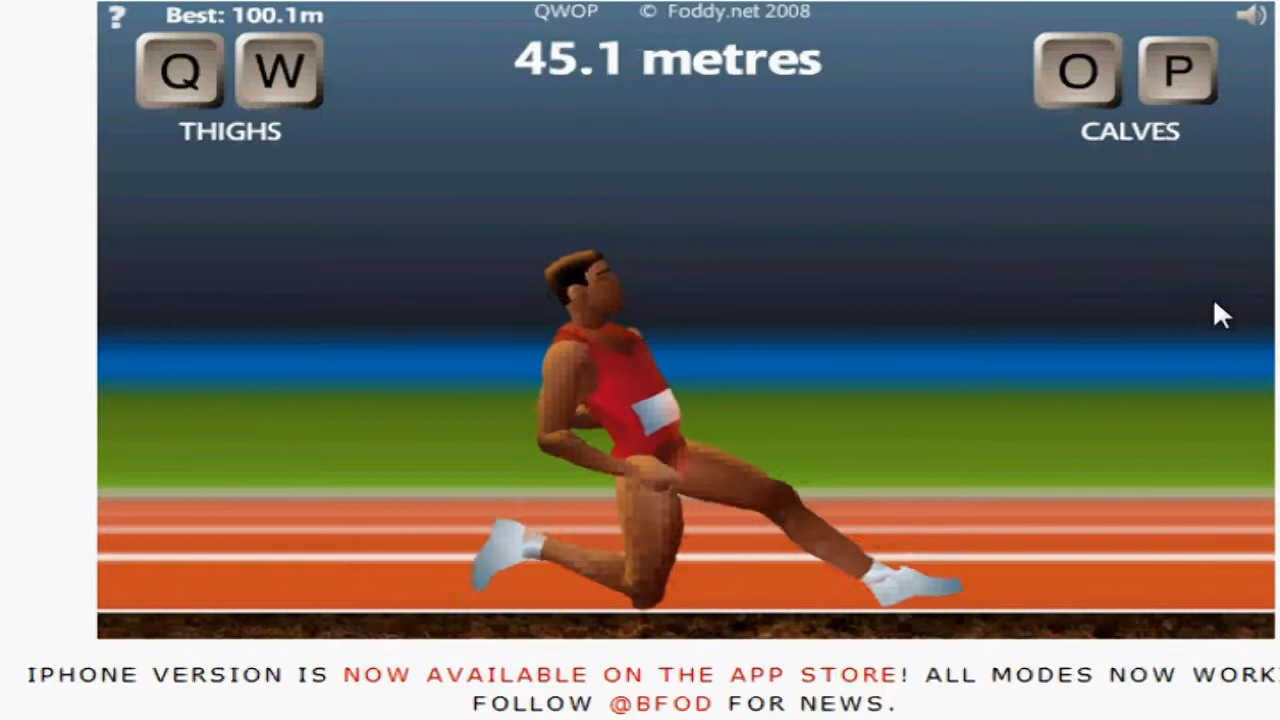 ? Best: 100.1m
QWOP © Foddy.net 2008
45.1 metres
Q W
THIGHS
O P
CALVES
IPHONE VERSION IS NOW AVAILABLE ON THE APP STORE! ALL MODES NOW WORK
FOLLOW @BFOD FOR NEWS.